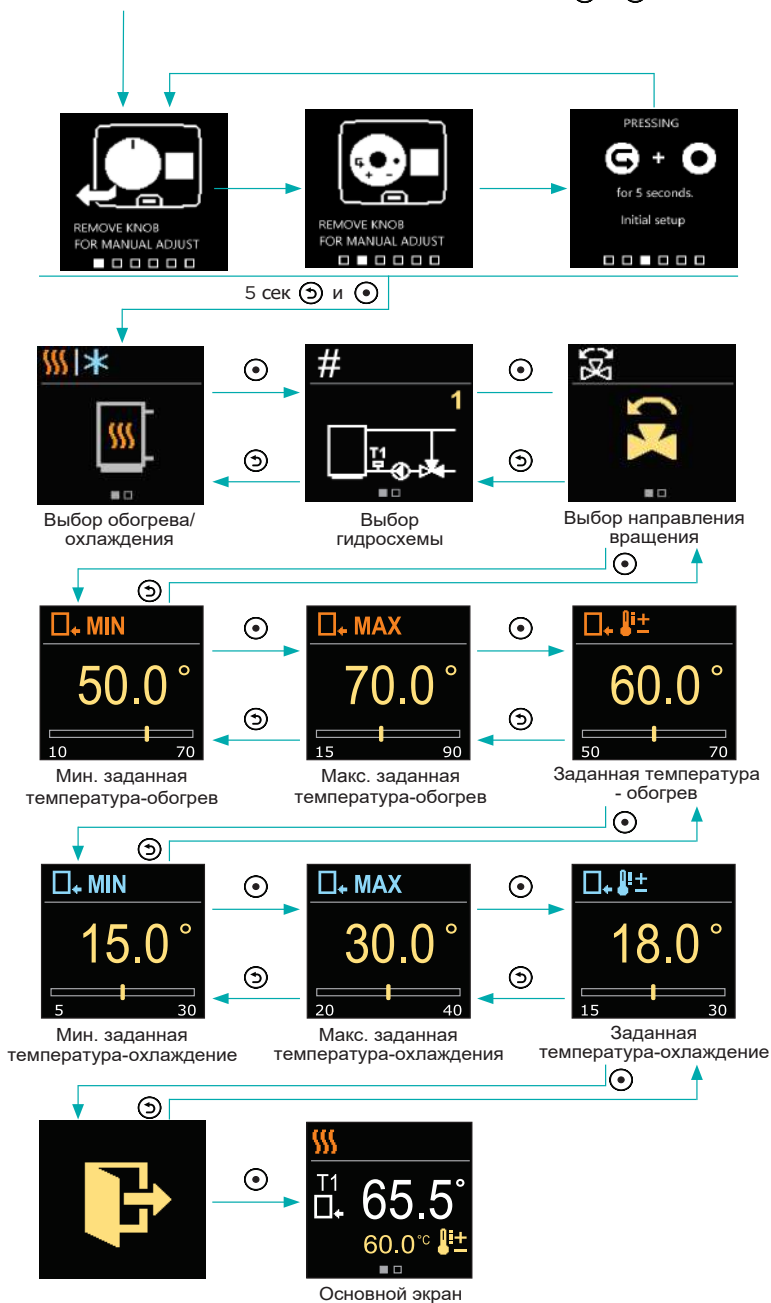 PRESSING
+
for 5 seconds.
Initial setup
REMOVE KNOB
FOR MANUAL ADJUST
+ −
REMOVE KNOB
FOR MANUAL ADJUST
5 сек и
#
1
T1
Выбор обогрева/
охлаждения
Выбор
гидросхемы
Выбор направления
вращения
MIN
50.0 °
10 70
MAX
70.0 °
15 90
60.0 °
50 70
Мин. заданная
температура-обогрев
Макс. заданная
температура-обогрев
Заданная температура
- обогрев
MIN
15.0 °
5 30
MAX
30.0 °
20 40
18.0 °
15 30
Мин. заданная
температура-охлаждение
Макс. заданная
температура-охлаждения
Заданная
температура-охлаждение
T1
65.5°
60.0 °C
Основной экран